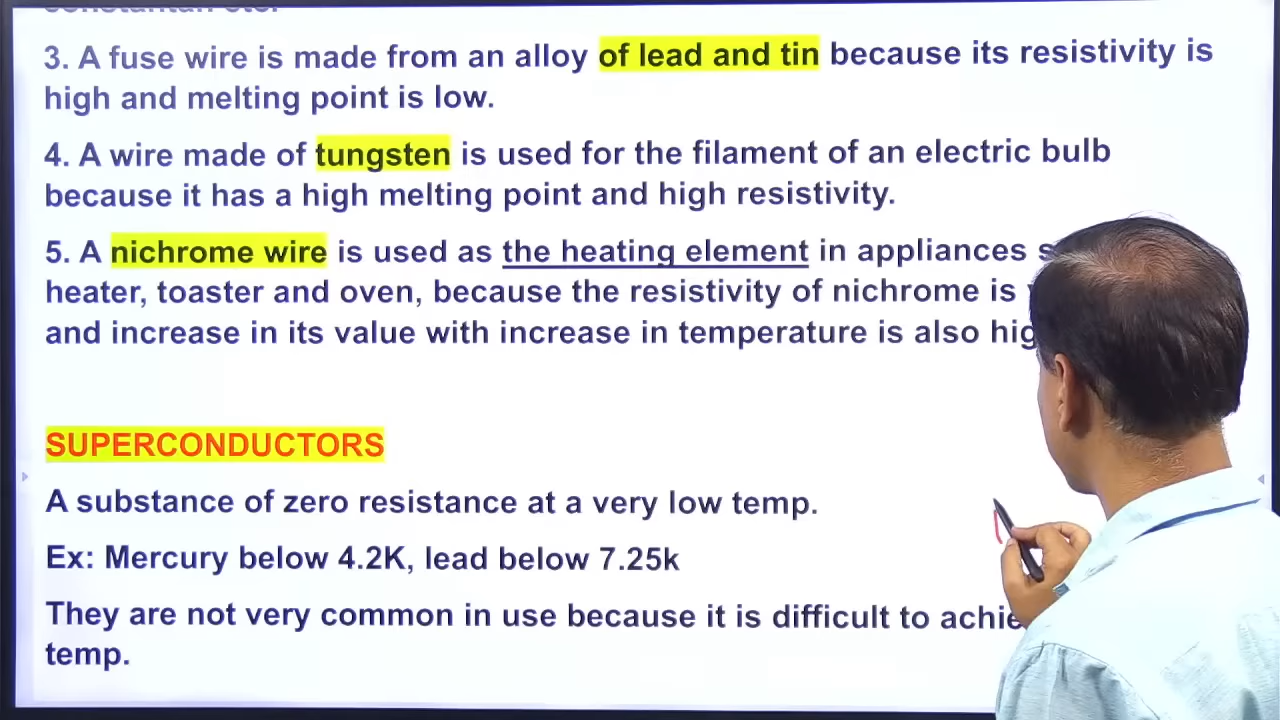 3. A fuse wire is made from an alloy of lead and tin because its resistivity is
high and melting point is low.
4. A wire made of tungsten is used for the filament of an electric bulb
because it has a high melting point and high resistivity.
5. A nichrome wire is used as the heating element in appliances
heater, toaster and oven, because the resistivity of nichrome is
and increase in its value with increase in temperature is also
SUPERCONDUCTORS
A substance of zero resistance at a very low temp.
Ex: Mercury below 4.2K, lead below 7.25k
They are not very common in use because it is difficult to
temp.